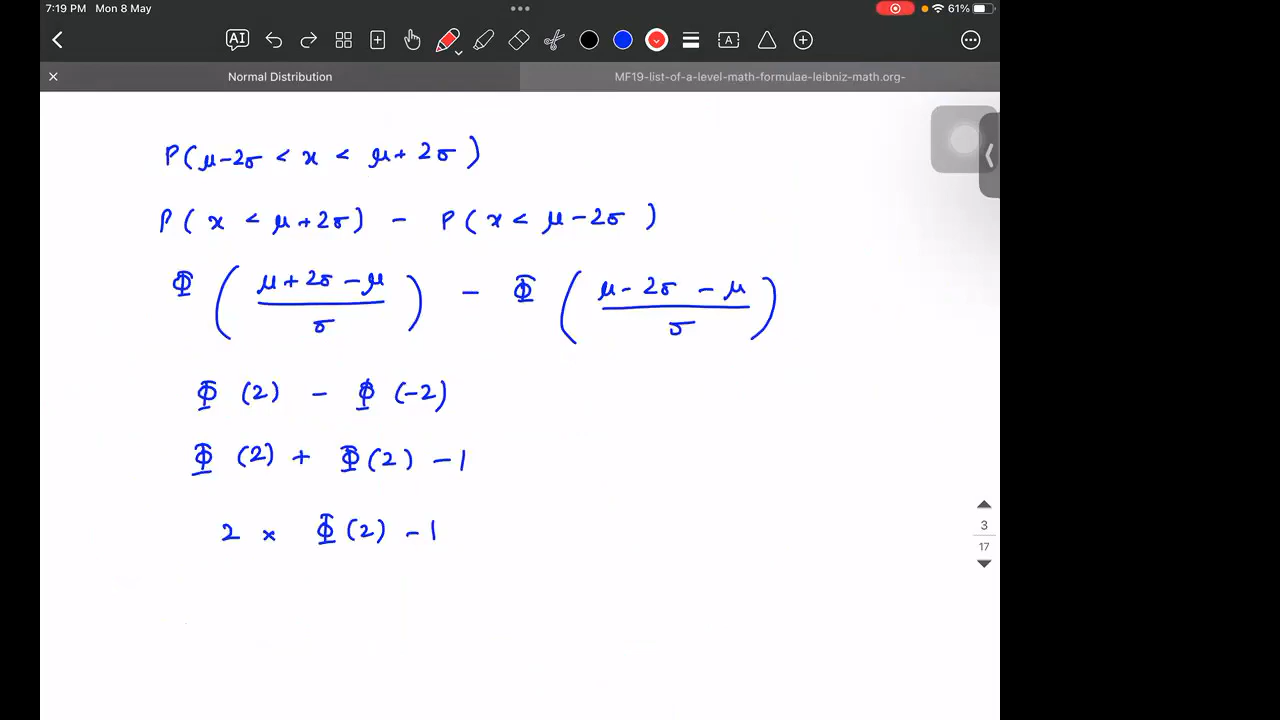 7:19 PM Mon 8 May 61%
Normal Distribution MF19-list-of-a-level-math-formulae-leibniz-math.org-
P(μ-2σ < x < μ+2σ)
P(x < μ+2σ) - P(x < μ-2σ)
Φ((μ+2σ-μ)/σ) - Φ((μ-2σ-μ)/σ)
Φ(2) - Φ(-2)
Φ(2) + Φ(2) - 1
2 × Φ(2) - 1
AI
A
3
17